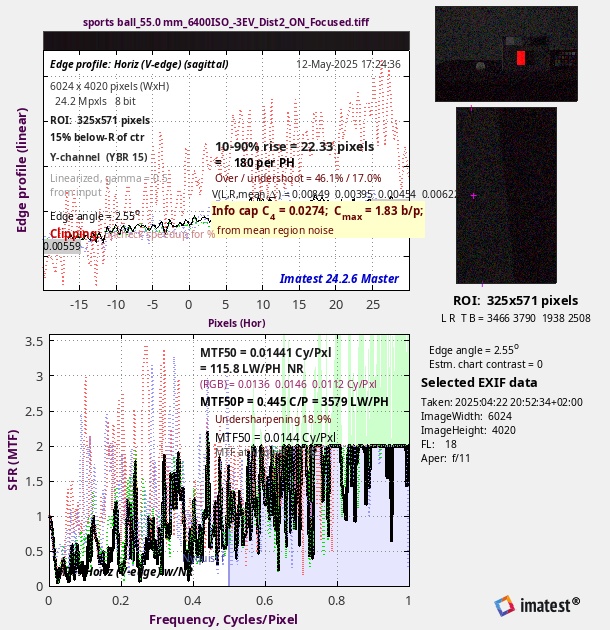 sports ball_55.0 mm_6400ISO_-3EV_Dist2_ON_Focused.tiff
Edge profile: Horiz (V-edge) (sagittal)
12-May-2025 17:24:36
6024 x 4020 pixels (WxH)
24.2 Mpxls 8 bit
ROI: 325x571 pixels
15% below-R of ctr
Y-channel (YBR 15)
Linearized, gamma = 0.5
from input
Edge angle = 2.55°
Clipping
check speedup for %
0.00559
10-90% rise = 22.33 pixels
= 180 per PH
Over / undershoot = 46.1% / 17.0%
V(L,R,mean,√) = 0.00849 0.00395 0.00454 0.0062
Info cap C4 = 0.0274; Cmax = 1.83 b/p;
from mean region noise
Imatest 24.2.6 Master
Edge profile (linear)
-15 -10 -5 0 5 10 15 20 25
Pixels (Hor)
ROI: 325x571 pixels
L R T B = 3466 3790 1938 2508
Edge angle = 2.55°
Estm. chart contrast = 0
Selected EXIF data
Taken: 2025:04:22 20:52:34+02:00
ImageWidth: 6024
ImageHeight: 4020
FL: 18
Aper: f/11
MTF50 = 0.01441 Cy/Pxl
= 115.8 LW/PH NR
(RGB) = 0.0136 0.0146 0.0112 Cy/Pxl
MTF50P = 0.445 C/P = 3579 LW/PH
Undersharpening 18.9%
MTF50 = 0.0144 Cy/Pxl
SFR (MTF)
3.5
3
2.5
2
1.5
1
0.5
0
Horiz (V-edge) w/NR
0 0.2 0.4 0.6 0.8 1
Frequency, Cycles/Pixel
imatest®